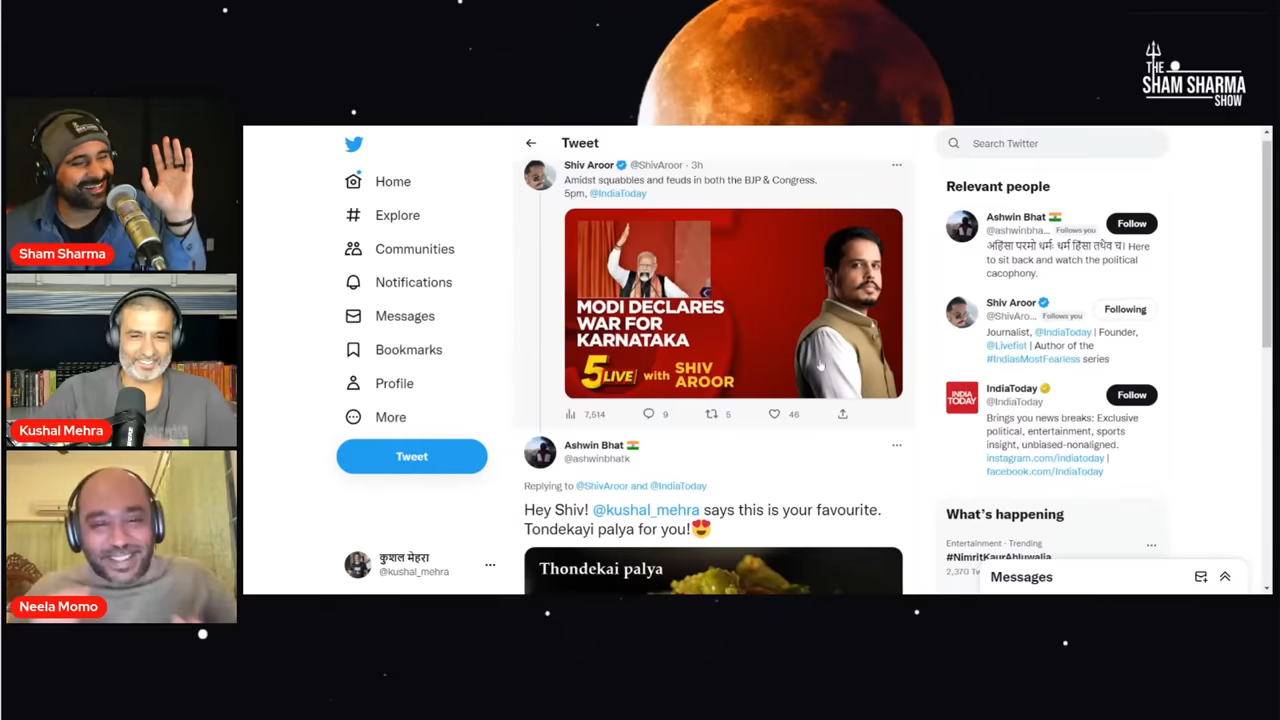 THE
SHAM SHARMA
SHOW
Sham Sharma
Kushal Mehra
Neela Momo
Home
Explore
Communities
Notifications
Messages
Bookmarks
Profile
More
Tweet
कुशल मेहरा
@kushal_mehra
Tweet
Shiv Aroor @ShivAroor · 3h
Amidst squabbles and feuds in both the BJP & Congress.
5pm, @IndiaToday
MODI DECLARES
WAR FOR
KARNATAKA
5 LIVE with SHIV
AROOR
7,514 9 5 46
Ashwin Bhat
@ashwinbhatk
Replying to @ShivAroor and @IndiaToday
Hey Shiv! @kushal_mehra says this is your favourite.
Tondekayi palya for you!😍
Thondekai palya
Search Twitter
Relevant people
Ashwin Bhat
@ashwinbha... Follows you
Follow
अहिंसा परमो धर्मः धर्म हिंसा तथैव च। Here
to sit back and watch the political
cacophony.
Shiv Aroor
@ShivAro... Follows you
Following
Journalist, @IndiaToday | Founder,
@Livefist | Author of the
#IndiasMostFearless series
INDIA
TODAY
IndiaToday
@IndiaToday
Follow
Brings you news breaks: Exclusive
political, entertainment, sports
insight, unbiased-nonaligned.
instagram.com/indiatoday |
facebook.com/IndiaToday
What's happening
Entertainment · Trending
#NimritKaurAhluwalia
2,370
Messages